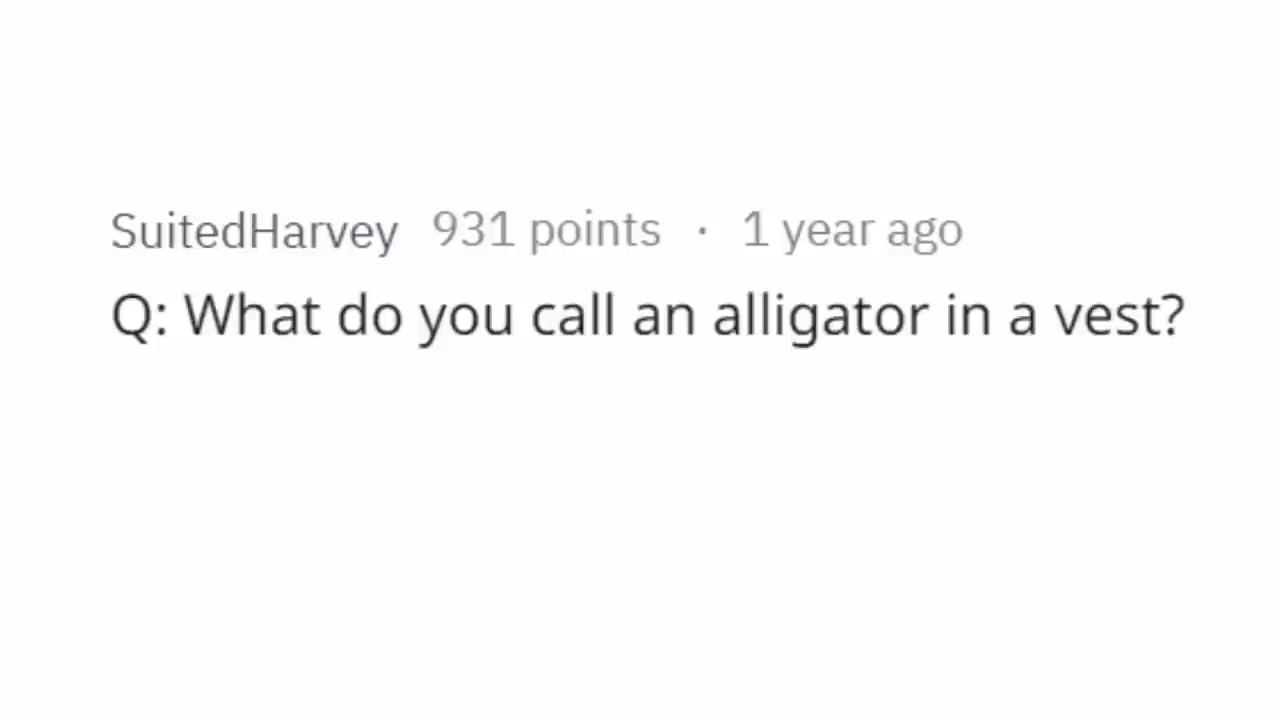 SuitedHarvey 931 points · 1 year ago
Q: What do you call an alligator in a vest?